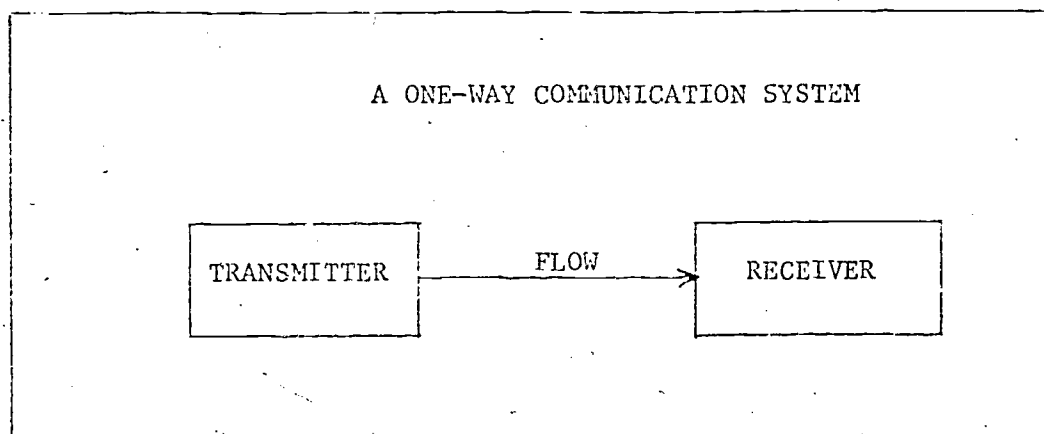 A ONE-WAY COMMUNICATION SYSTEM
TRANSMITTER
FLOW
RECEIVER